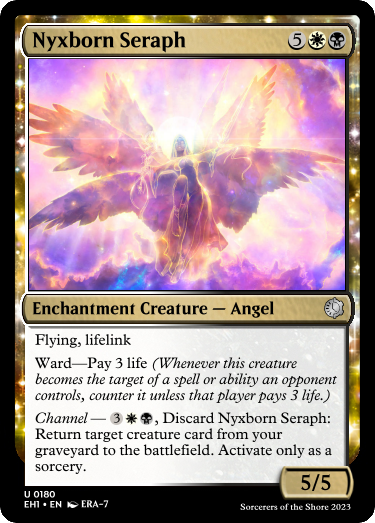 Nyxborn Seraph 5
Enchantment Creature — Angel
Flying, lifelink
Ward—Pay 3 life (Whenever this creature
becomes the target of a spell or ability an opponent
controls, counter it unless that player pays 3 life.)
Channel — 3, Discard Nyxborn Seraph:
Return target creature card from your
graveyard to the battlefield. Activate only as a
sorcery.
5/5
U 0180
EH1 • EN ERA-7
Sorcerers of the Shore 2023